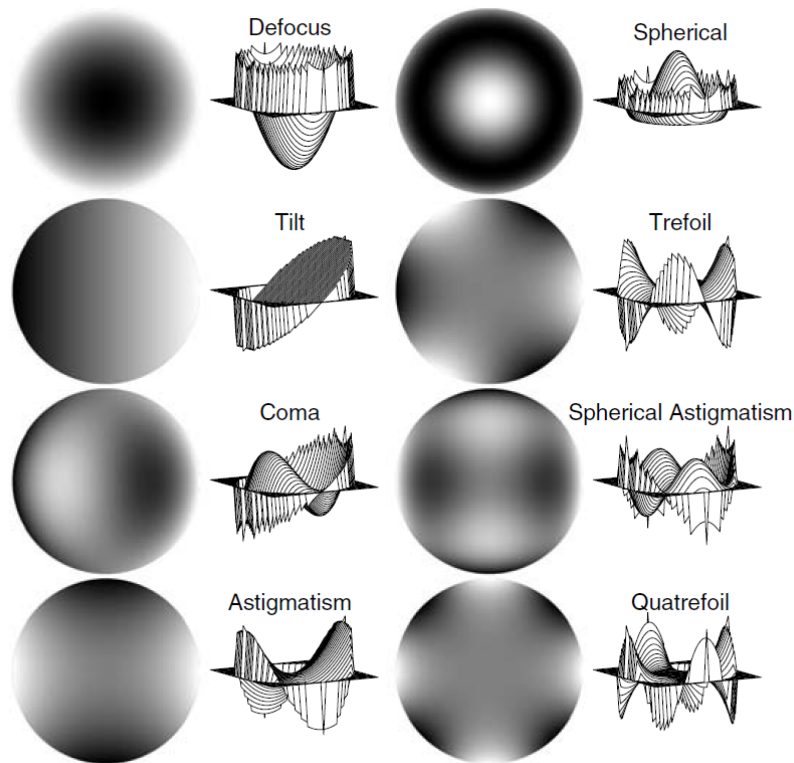 Defocus
Spherical
Tilt
Trefoil
Coma
Spherical Astigmatism
Astigmatism
Quatrefoil